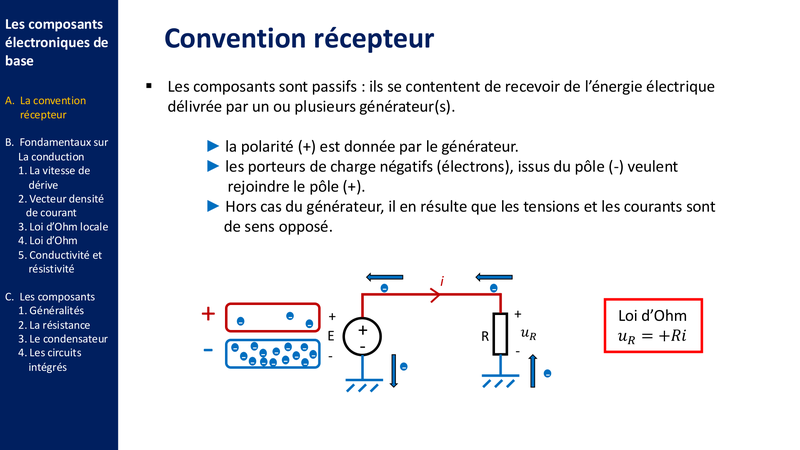 Les composants
électroniques de
base
A. La convention
récepteur
B. Fondamentaux sur
La conduction
1. La vitesse de
dérive
2. Vecteur densité
de courant
3. Loi d’Ohm locale
4. Loi d’Ohm
5. Conductivité et
résistivité
C. Les composants
1. Généralités
2. La résistance
3. Le condensateur
4. Les circuits
intégrés
Convention récepteur
▪ Les composants sont passifs : ils se contentent de recevoir de l’énergie électrique
délivrée par un ou plusieurs générateur(s).
► la polarité (+) est donnée par le générateur.
► les porteurs de charge négatifs (électrons), issus du pôle (-) veulent
rejoindre le pôle (+).
► Hors cas du générateur, il en résulte que les tensions et les courants sont
de sens opposé.
i
+
-
+
E
-
+
-
R
+
u_R
-
Loi d’Ohm
u_R = +Ri